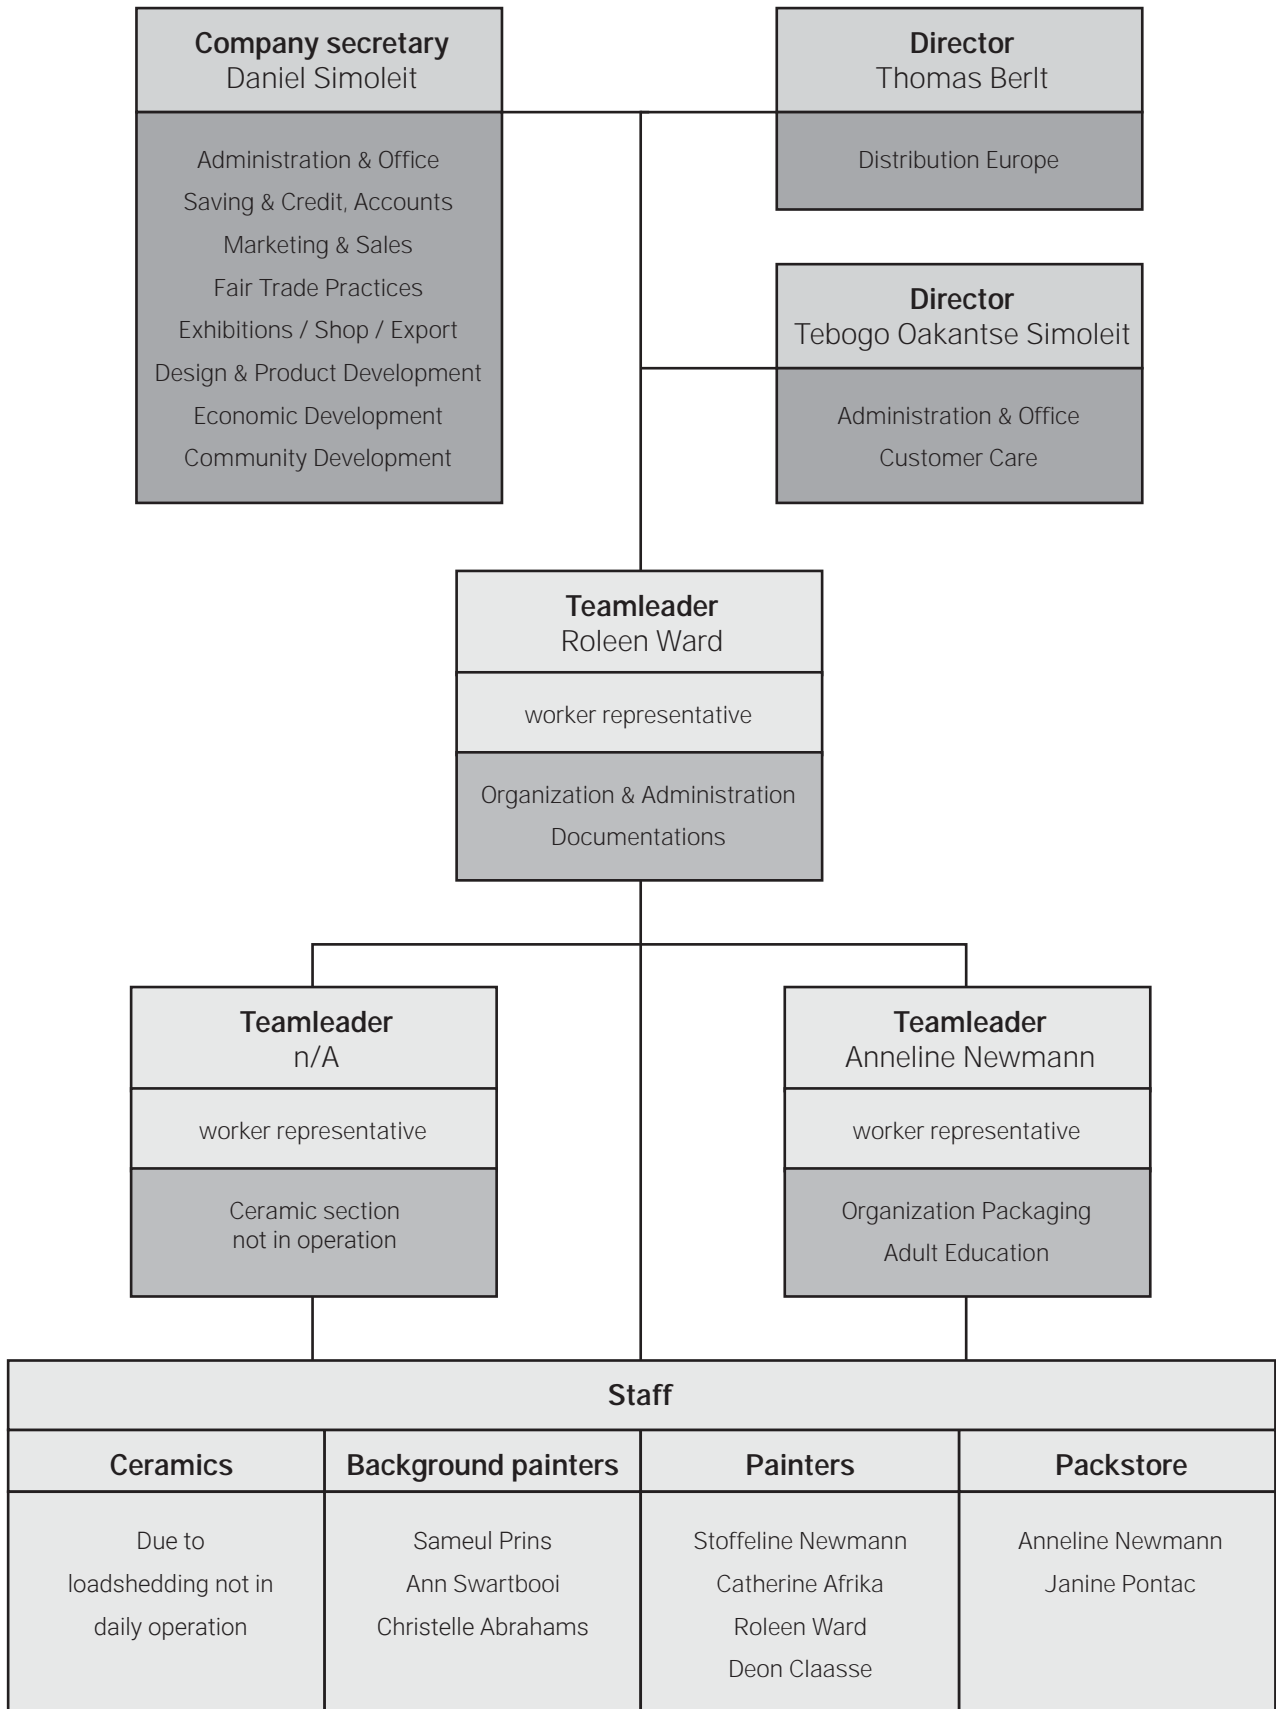 Company secretary
Daniel Simoleit
Administration & Office
Saving & Credit, Accounts
Marketing & Sales
Fair Trade Practices
Exhibitions / Shop / Export
Design & Product Development
Economic Development
Community Development
Director
Thomas Berlt
Distribution Europe
Director
Tebogo Oakantse Simoleit
Administration & Office
Customer Care
Teamleader
Roleen Ward
worker representative
Organization & Administration
Documentations
Teamleader
n/A
worker representative
Ceramic section
not in operation
Teamleader
Anneline Newmann
worker representative
Organization Packaging
Adult Education
Staff
Ceramics
Due to
loadshedding not in
daily operation
Background painters
Sameul Prins
Ann Swartbooi
Christelle Abrahams
Painters
Stoffeline Newmann
Catherine Afrika
Roleen Ward
Deon Claasse
Packstore
Anneline Newmann
Janine Pontac